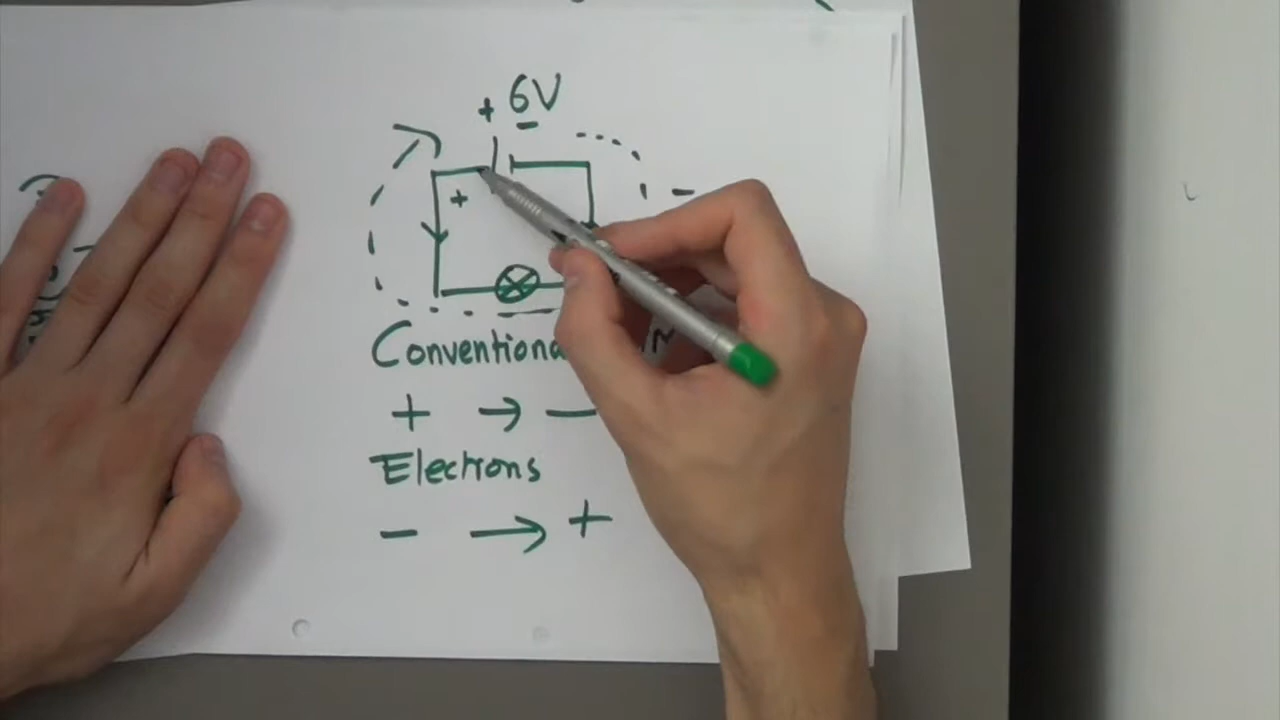 + 6V
-
+
-
Conventiona
+ → —
Electrons
- → +